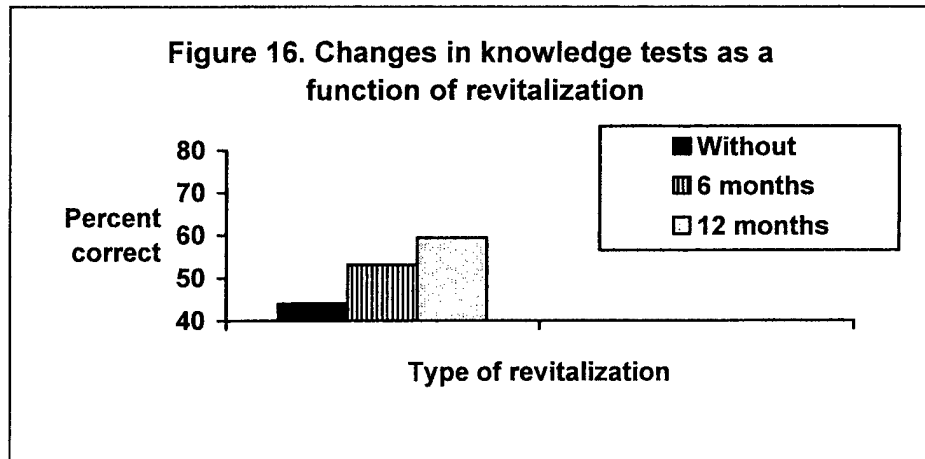 Figure 16. Changes in knowledge tests as a
function of revitalization
80
70
60
50
40
Percent
correct
Without
6 months
12 months
Type of revitalization